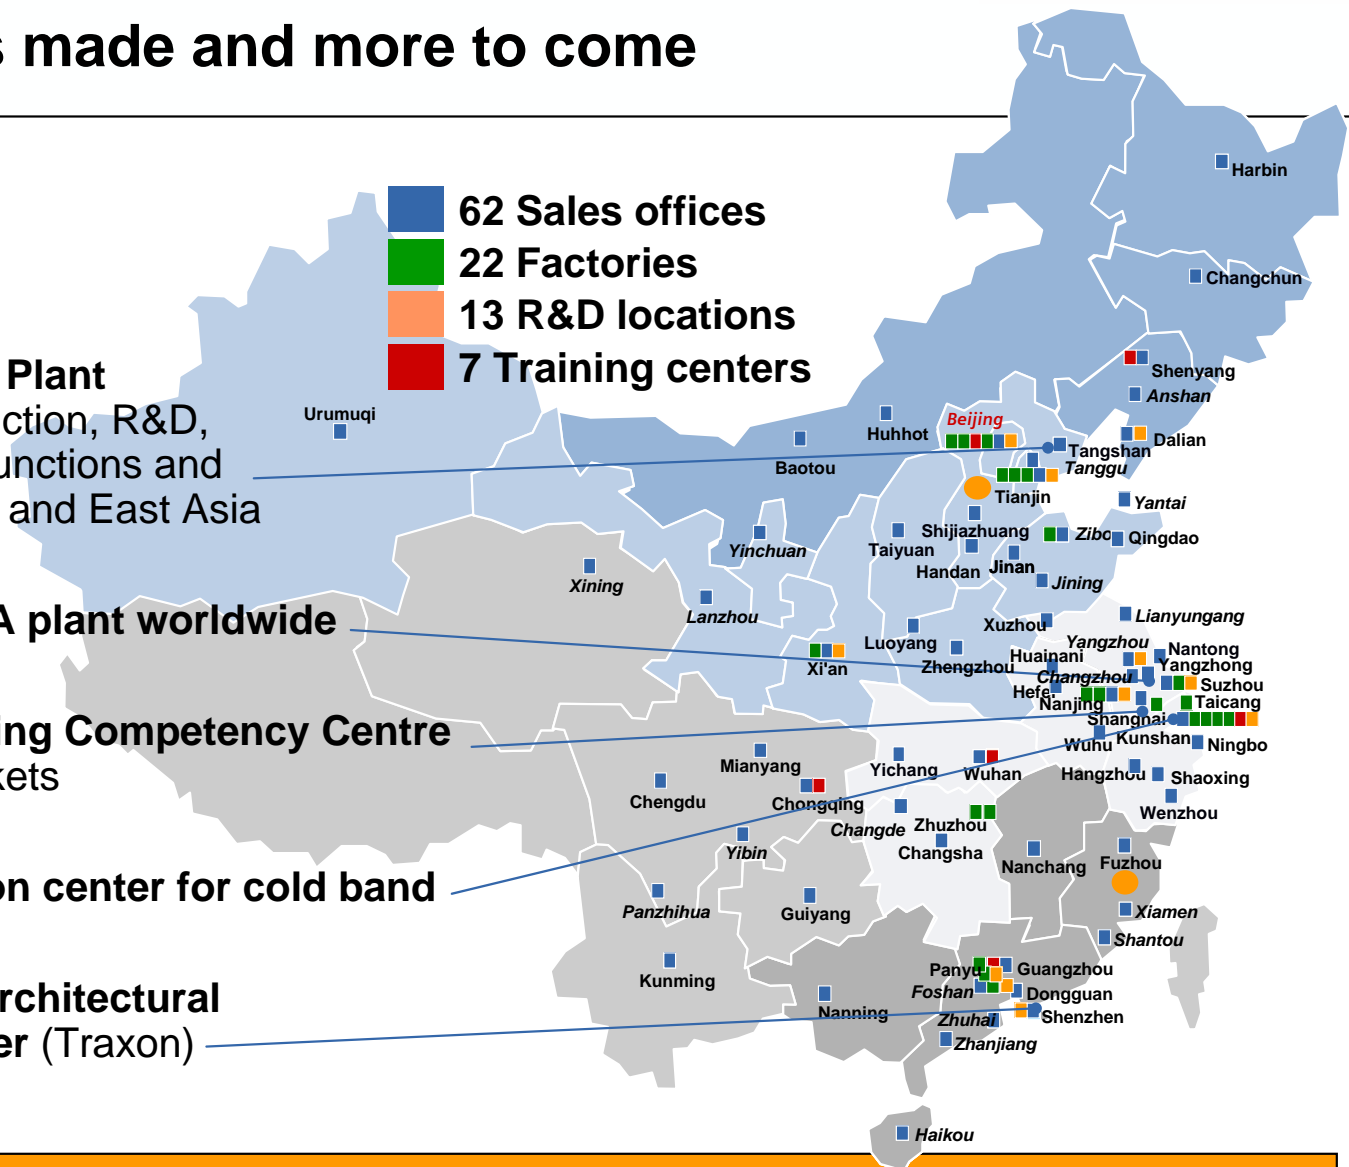 s made and more to come
62 Sales offices
22 Factories
13 R&D locations
7 Training centers
Plant
ction, R&D,
unctions and
and East Asia
A plant worldwide
ing Competency Centre
kets
on center for cold band
rchitectural
er (Traxon)
Harbin
Changchun
Shenyang
Anshan
Dalian
Urumuqi
Huhhot
Baotou
Beijing
Tangshan
Tanggu
Tianjin
Yantai
Shijiazhuang
Taiyuan
Yinchuan
Zibo
Qingdao
Handan
Jinan
Jining
Xining
Lanzhou
Lianyungang
Xuzhou
Luoyang
Zhengzhou
Xi'an
Yangzhou
Nantong
Huainani
Yangzhong
Changzhou
Suzhou
Hefei
Nanjing
Taicang
Shanghai
Kunshan
Wuhu
Ningbo
Mianyang
Yichang
Wuhan
Hangzhou
Shaoxing
Chengdu
Chongqing
Wenzhou
Changde
Zhuzhou
Yibin
Changsha
Nanchang
Fuzhou
Panzhihua
Guiyang
Xiamen
Shantou
Kunming
Panyu
Guangzhou
Foshan
Dongguan
Nanning
Zhuhai
Shenzhen
Zhanjiang
Haikou